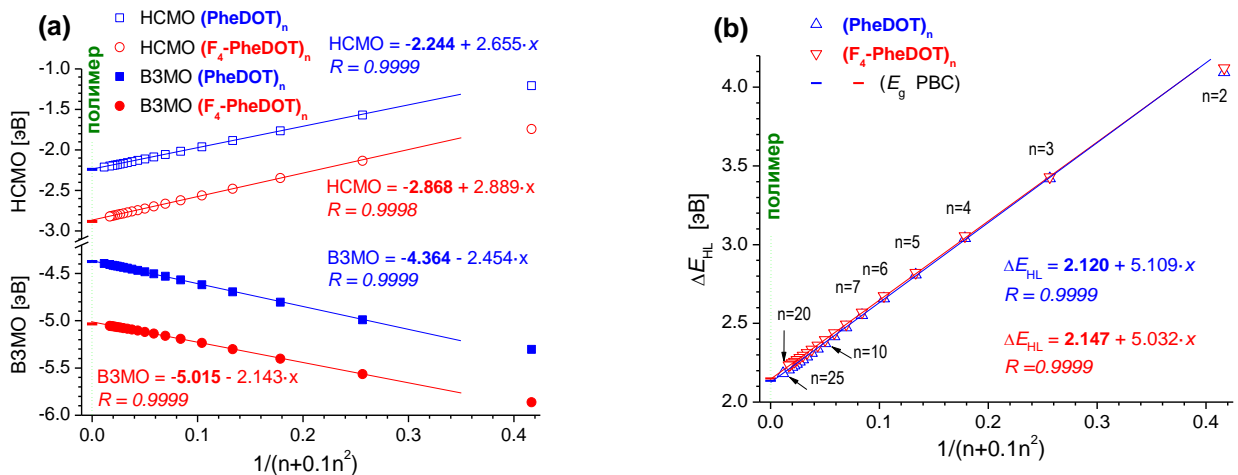 (a)
НСМО (PheDOT)n
НСМО (F4-PheDOT)n
ВЗМО (PheDOT)n
ВЗМО (F4-PheDOT)n
НСМО = -2.244 + 2.655·x
R = 0.9999
полимер
НСМО [эВ]
-1.0
-1.5
-2.0
-2.5
-3.0
НСМО = -2.868 + 2.889·x
R = 0.9998
ВЗМО [эВ]
-4.5
-5.0
-5.5
-6.0
ВЗМО = -4.364 - 2.454·x
R = 0.9999
ВЗМО = -5.015 - 2.143·x
R = 0.9999
0.0 0.1 0.2 0.3 0.4
1/(n+0.1n²)
(b)
(PheDOT)n
(F4-PheDOT)n
(Eg PBC)
полимер
ΔEHL [эВ]
4.0
3.5
3.0
2.5
2.0
n=2
n=3
n=4
n=5
n=6
n=7
n=20
n=10
n=25
ΔEHL = 2.120 + 5.109·x
R = 0.9999
ΔEHL = 2.147 + 5.032·x
R =0.9999
0.0 0.1 0.2 0.3 0.4
1/(n+0.1n²)